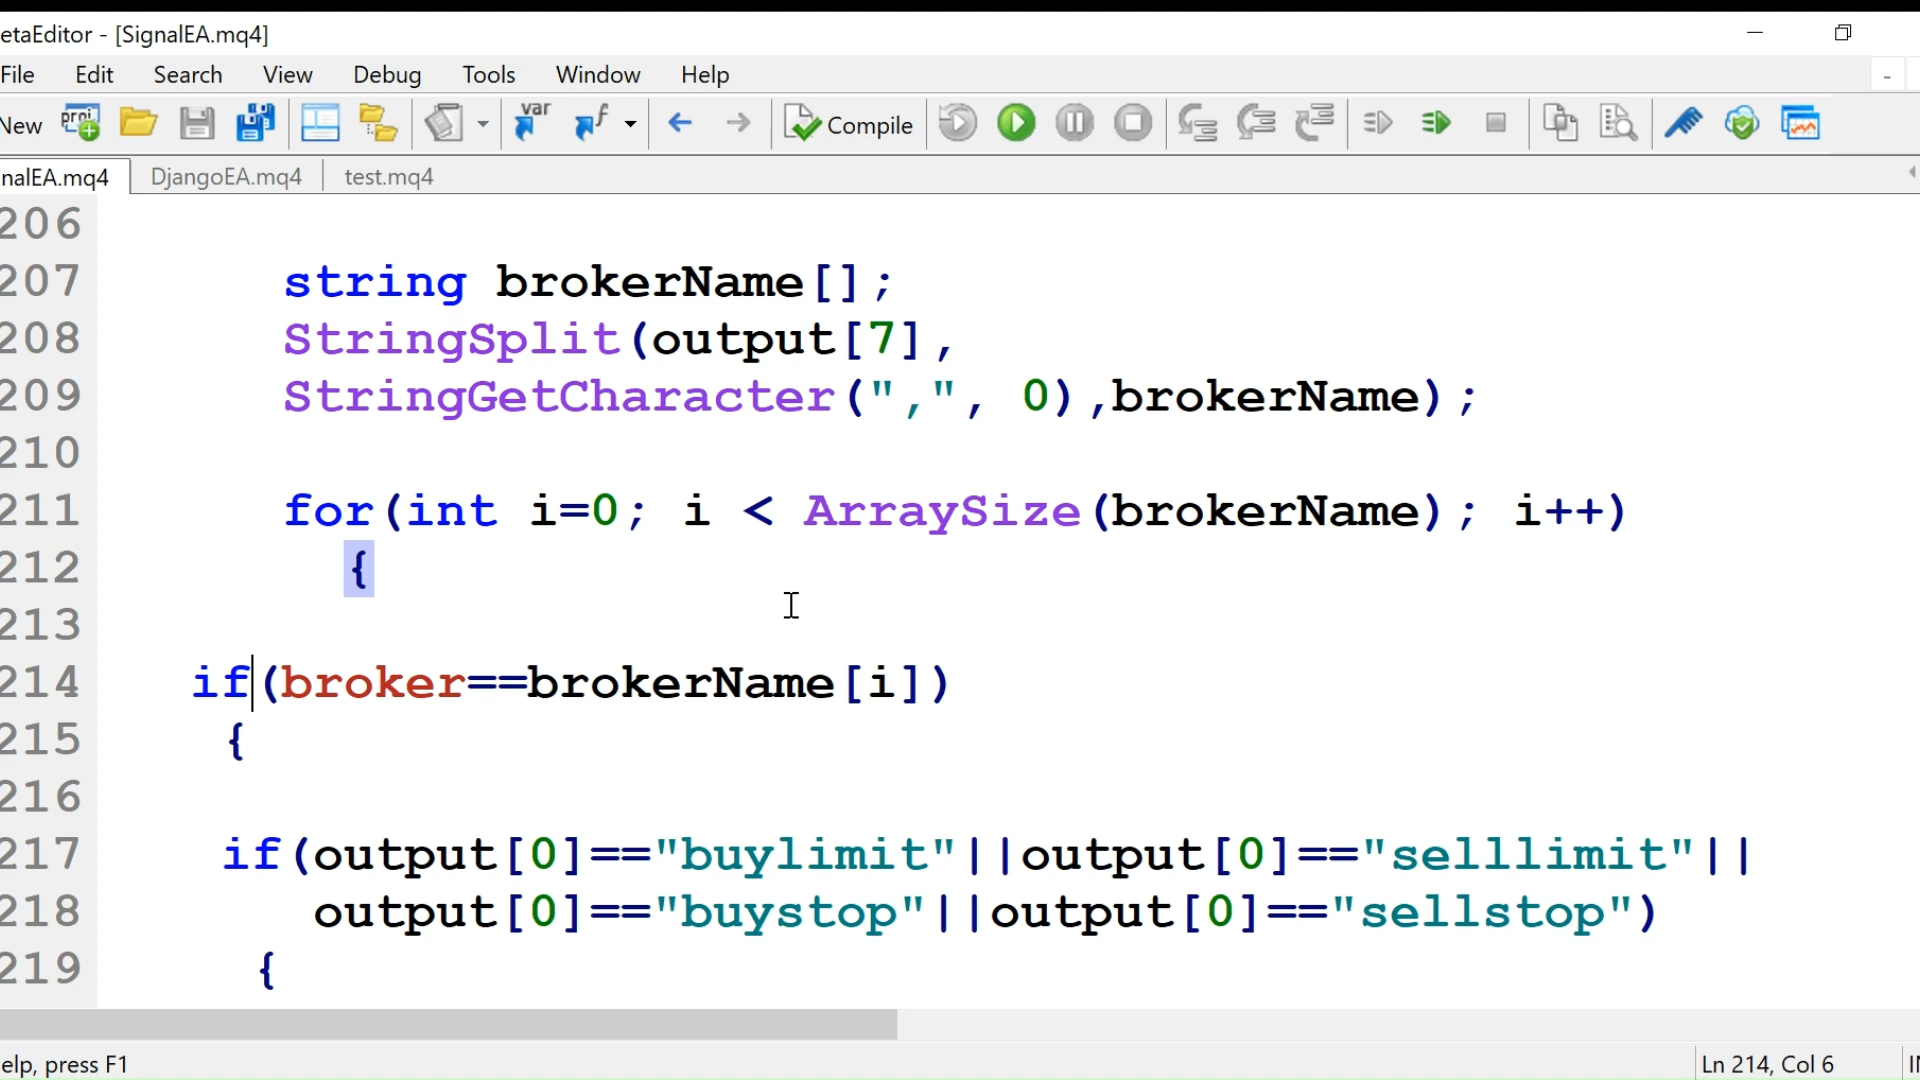 etaEditor - [SignalEA.mq4]
File Edit Search View Debug Tools Window Help
New proj var f Compile
nalEA.mq4 DjangoEA.mq4 test.mq4
206
207 string brokerName[];
208 StringSplit(output[7],
209 StringGetCharacter(",", 0),brokerName);
210
211 for(int i=0; i < ArraySize(brokerName); i++)
212 {
213
214 if(broker==brokerName[i])
215 {
216
217 if(output[0]=="buylimit"||output[0]=="selllimit"||
218 output[0]=="buystop"||output[0]=="sellstop")
219 {
elp, press F1 Ln 214, Col 6